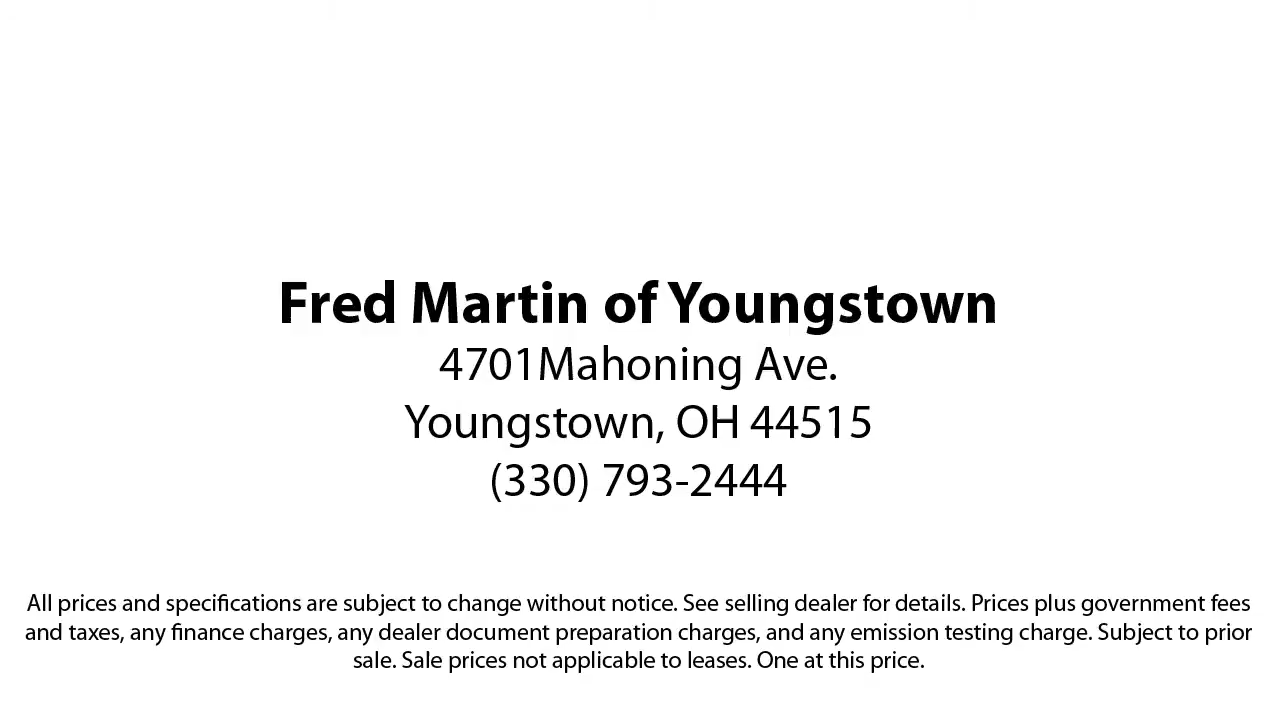 Fred Martin of Youngstown
4701Mahoning Ave.
Youngstown, OH 44515
(330) 793-2444
All prices and specifications are subject to change without notice. See selling dealer for details. Prices plus government fees
and taxes, any finance charges, any dealer document preparation charges, and any emission testing charge. Subject to prior
sale. Sale prices not applicable to leases. One at this price.